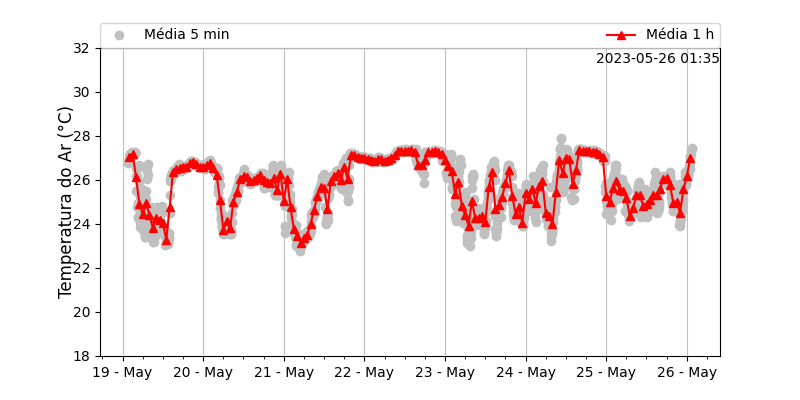 Média 5 min
Média 1 h
2023-05-26 01:35
Temperatura do Ar (°C)
32
30
28
26
24
22
20
18
19 - May
20 - May
21 - May
22 - May
23 - May
24 - May
25 - May
26 - May